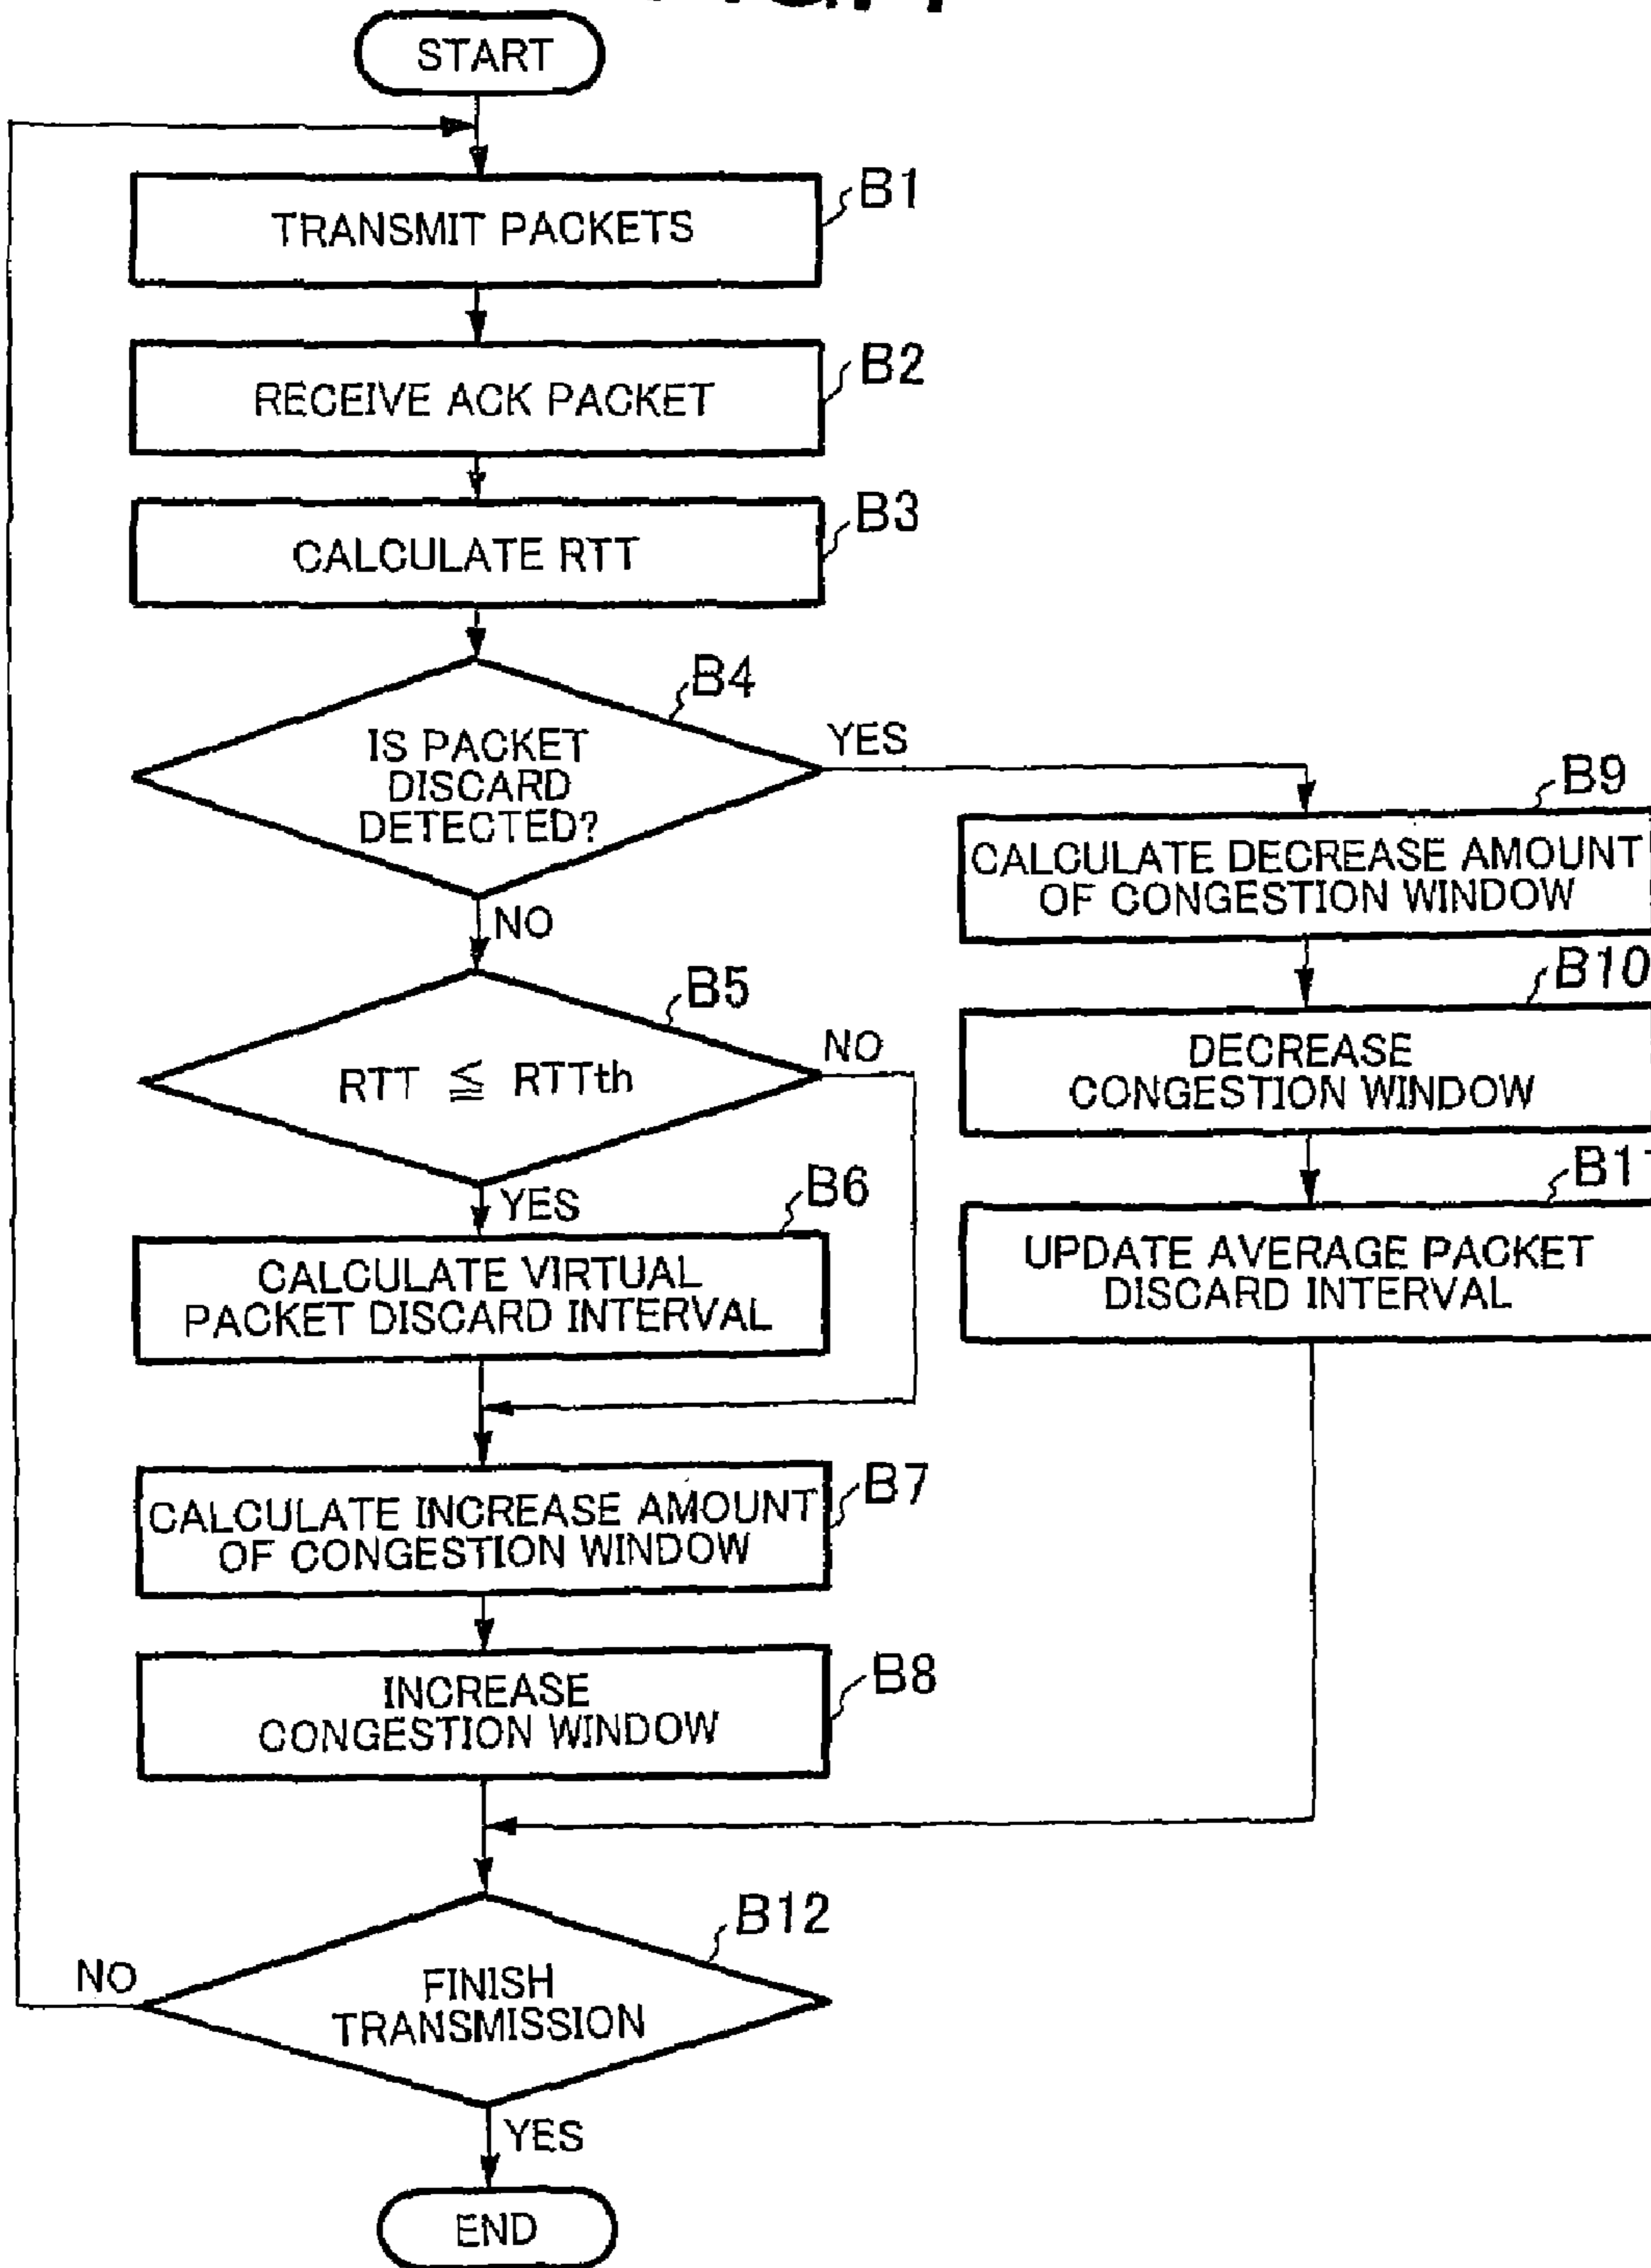 START
TRANSMIT PACKETS
B1
RECEIVE ACK PACKET
B2
CALCULATE RTT
B3
B4
IS PACKET
DISCARD
DETECTED?
YES
NO
B5
RTT ≦ RTTth
NO
YES
B6
CALCULATE VIRTUAL
PACKET DISCARD INTERVAL
B7
CALCULATE INCREASE AMOUNT
OF CONGESTION WINDOW
B8
INCREASE
CONGESTION WINDOW
B9
CALCULATE DECREASE AMOUNT
OF CONGESTION WINDOW
B10
DECREASE
CONGESTION WINDOW
UPDATE AVERAGE PACKET
DISCARD INTERVAL
B12
FINISH
TRANSMISSION
NO
YES
END